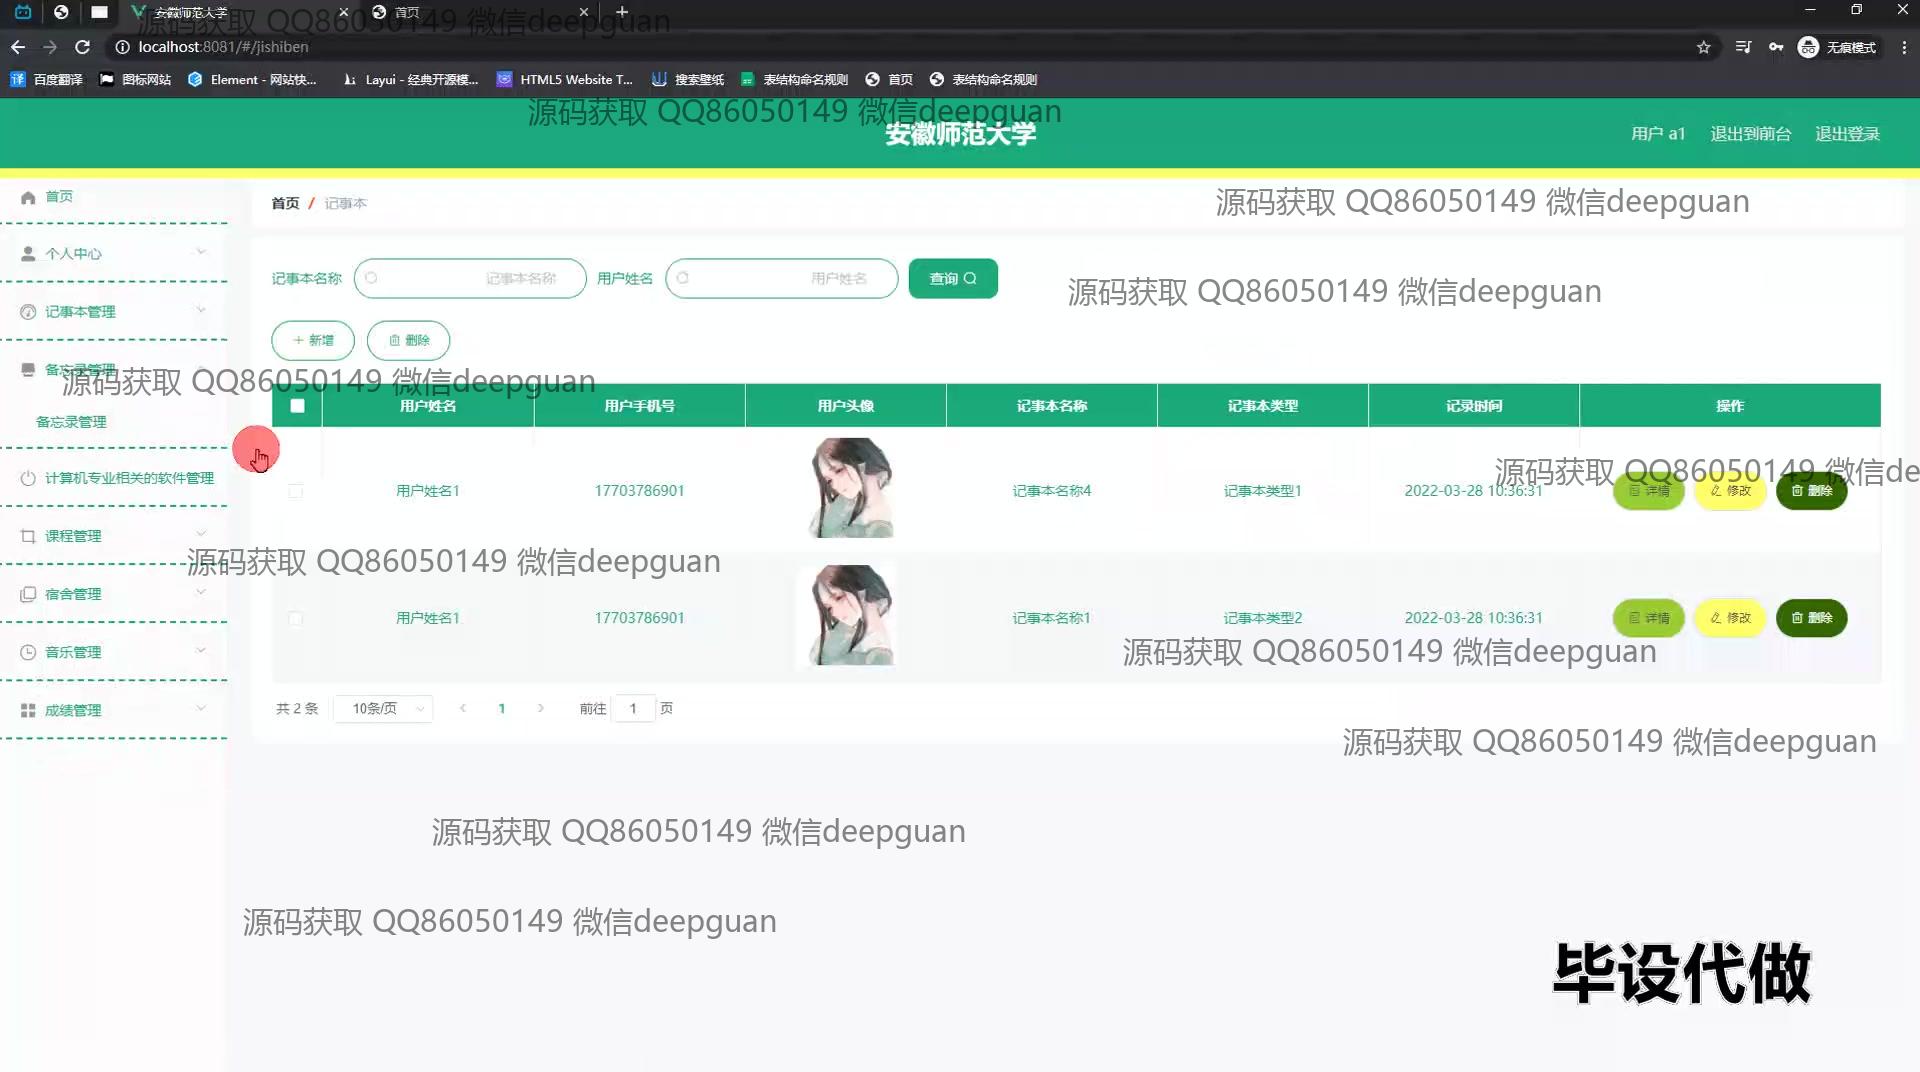 安徽师范大学
首页
源码获取 QQ86050149 微信deepguan
localhost:8081/#/jishiben
无痕模式
百度翻译
图标网站
Element - 网站快...
Layui - 经典开源模...
HTML5 Website T...
搜索壁纸
表结构命名规则
首页
表结构命名规则
源码获取 QQ86050149 微信deepguan
安徽师范大学
用户 a1
退出到前台
退出登录
首页
个人中心
记事本管理
备忘录管理
备忘录管理
计算机专业相关的软件管理
课程管理
宿舍管理
音乐管理
成绩管理
首页 / 记事本
源码获取 QQ86050149 微信deepguan
记事本名称 记事本名称 用户姓名 用户姓名 查询
源码获取 QQ86050149 微信deepguan
+ 新增 删除
源码获取 QQ86050149 微信deepguan
用户姓名 用户手机号 用户头像 记事本名称 记事本类型 记录时间 操作
源码获取 QQ86050149 微信de
用户姓名1 17703786901 记事本名称4 记事本类型1 2022-03-28 10:36:31 详情 修改 删除
源码获取 QQ86050149 微信deepguan
用户姓名1 17703786901 记事本名称1 记事本类型2 2022-03-28 10:36:31 详情 修改 删除
源码获取 QQ86050149 微信deepguan
共 2 条 10条/页 1 前往 1 页
源码获取 QQ86050149 微信deepguan
源码获取 QQ86050149 微信deepguan
源码获取 QQ86050149 微信deepguan
毕设代做